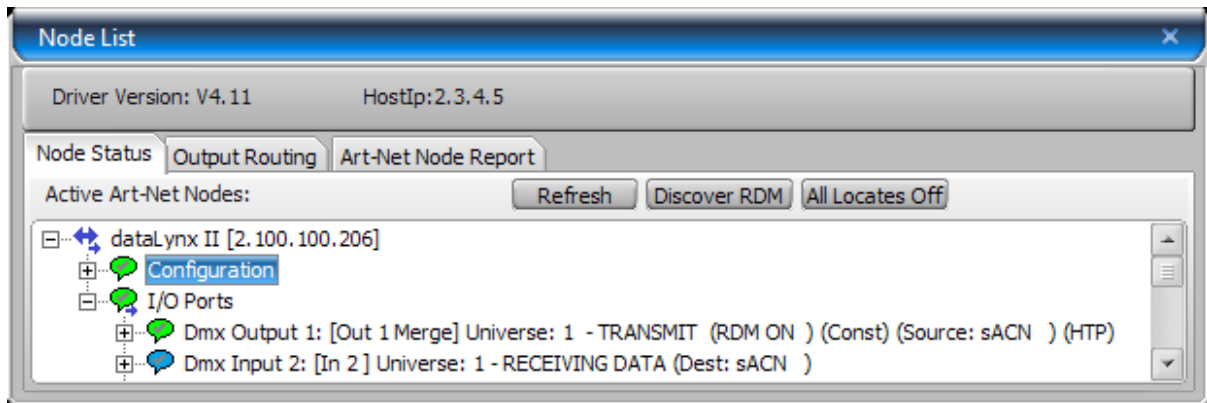 Node List
Driver Version: V4.11 HostIp:2.3.4.5
Node Status Output Routing Art-Net Node Report
Active Art-Net Nodes: Refresh Discover RDM All Locates Off
dataLynx II [2.100.100.206]
Configuration
I/O Ports
Dmx Output 1: [Out 1 Merge] Universe: 1 - TRANSMIT (RDM ON ) (Const) (Source: sACN ) (HTP)
Dmx Input 2: [In 2 ] Universe: 1 - RECEIVING DATA (Dest: sACN )